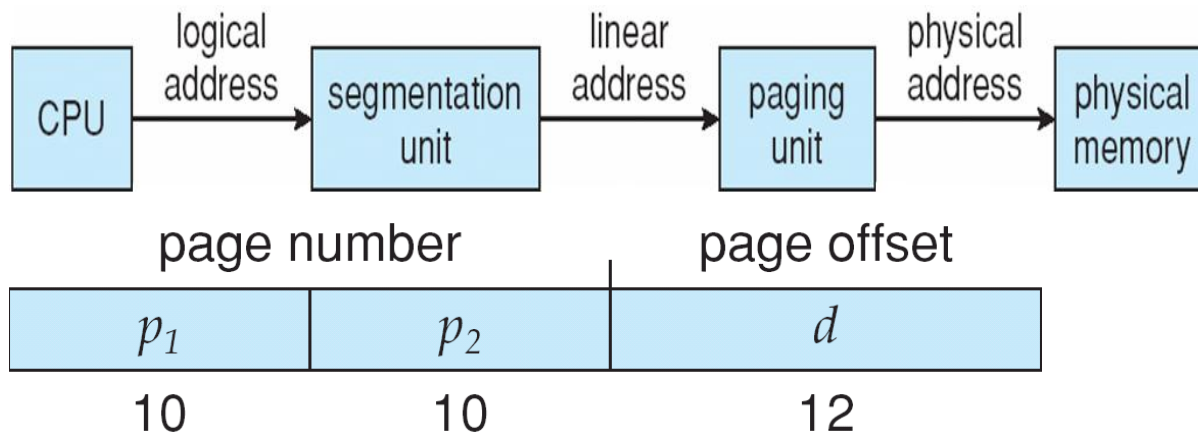 logical
address
linear
address
physical
address
CPU
segmentation
unit
paging
unit
physical
memory
page number
page offset
p1
p2
d
10
10
12